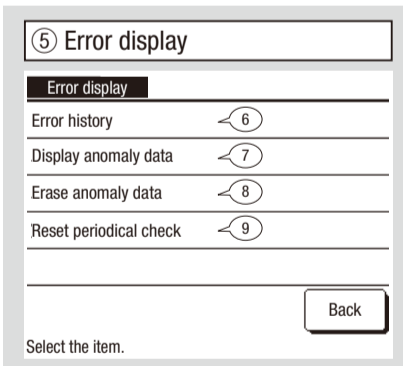 ⑤ Error display
Error display
Error history 6
Display anomaly data 7
Erase anomaly data 8
Reset periodical check 9
Back
Select the item.